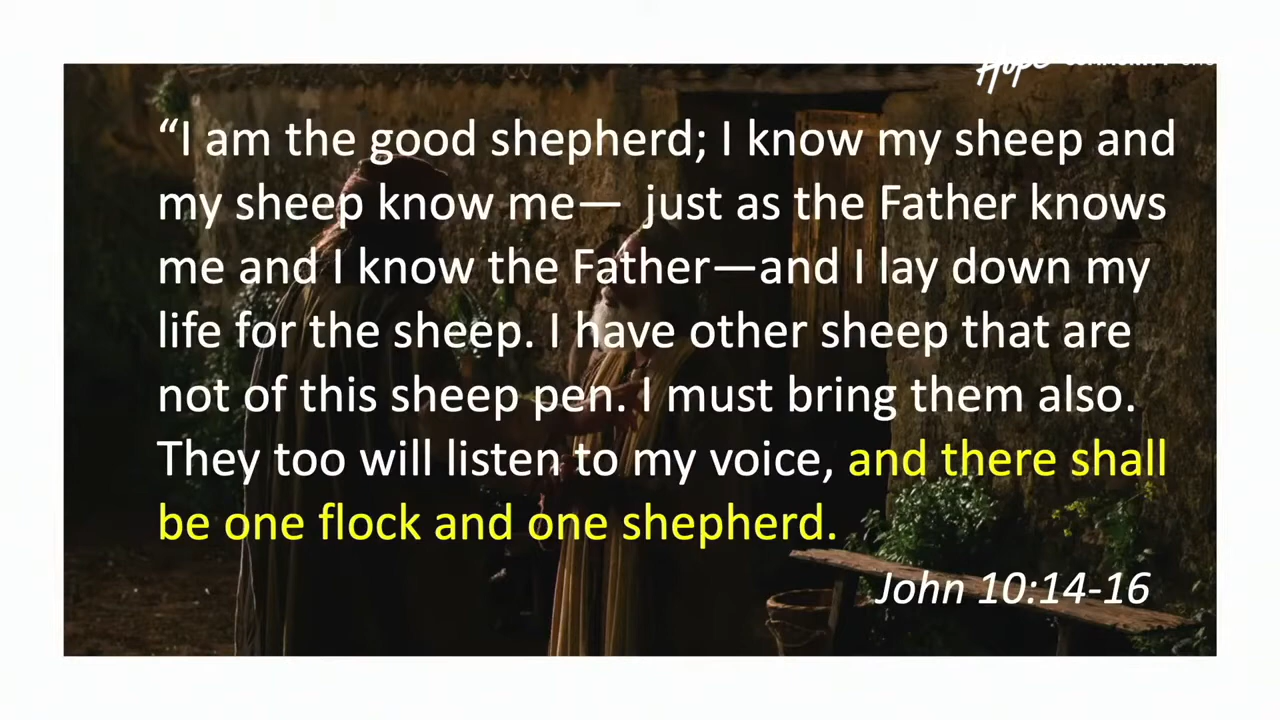 Hope
“I am the good shepherd; I know my sheep and
my sheep know me— just as the Father knows
me and I know the Father—and I lay down my
life for the sheep. I have other sheep that are
not of this sheep pen. I must bring them also.
They too will listen to my voice, and there shall
be one flock and one shepherd.
John 10:14-16